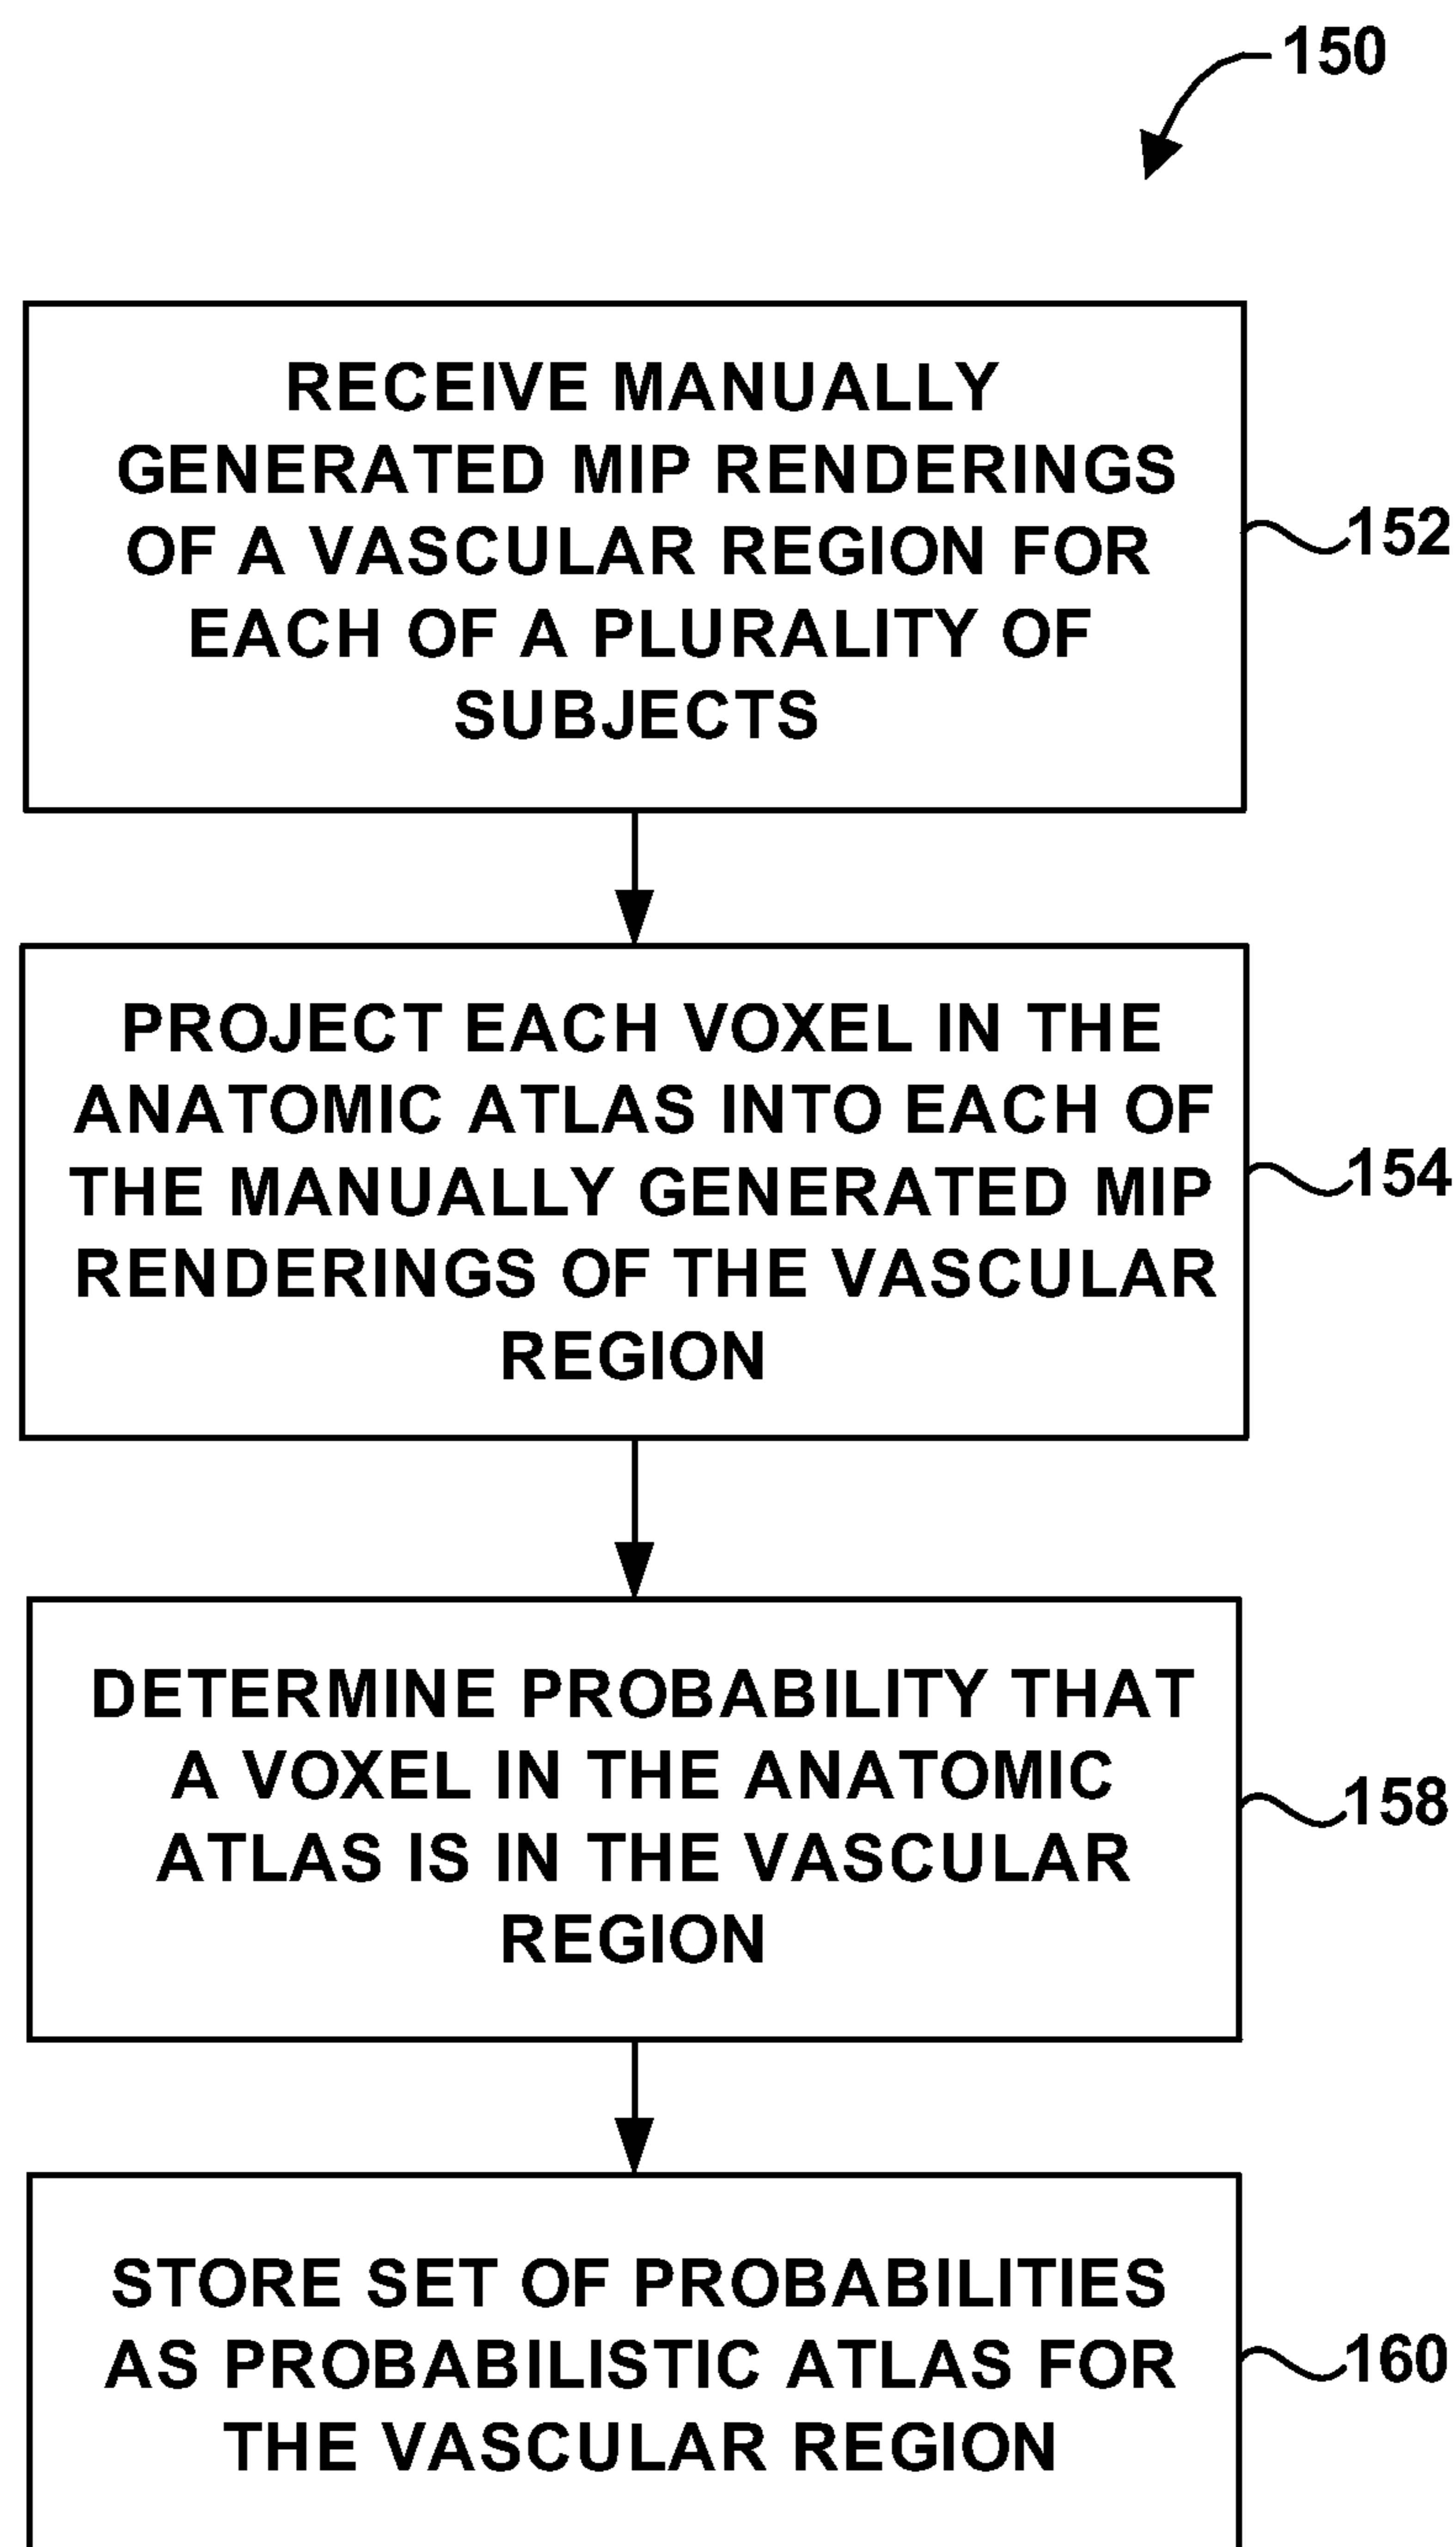 150
RECEIVE MANUALLY
GENERATED MIP RENDERINGS
OF A VASCULAR REGION FOR
EACH OF A PLURALITY OF
SUBJECTS
152
PROJECT EACH VOXEL IN THE
ANATOMIC ATLAS INTO EACH OF
THE MANUALLY GENERATED MIP
RENDERINGS OF THE VASCULAR
REGION
154
DETERMINE PROBABILITY THAT
A VOXEL IN THE ANATOMIC
ATLAS IS IN THE VASCULAR
REGION
158
STORE SET OF PROBABILITIES
AS PROBABILISTIC ATLAS FOR
THE VASCULAR REGION
160